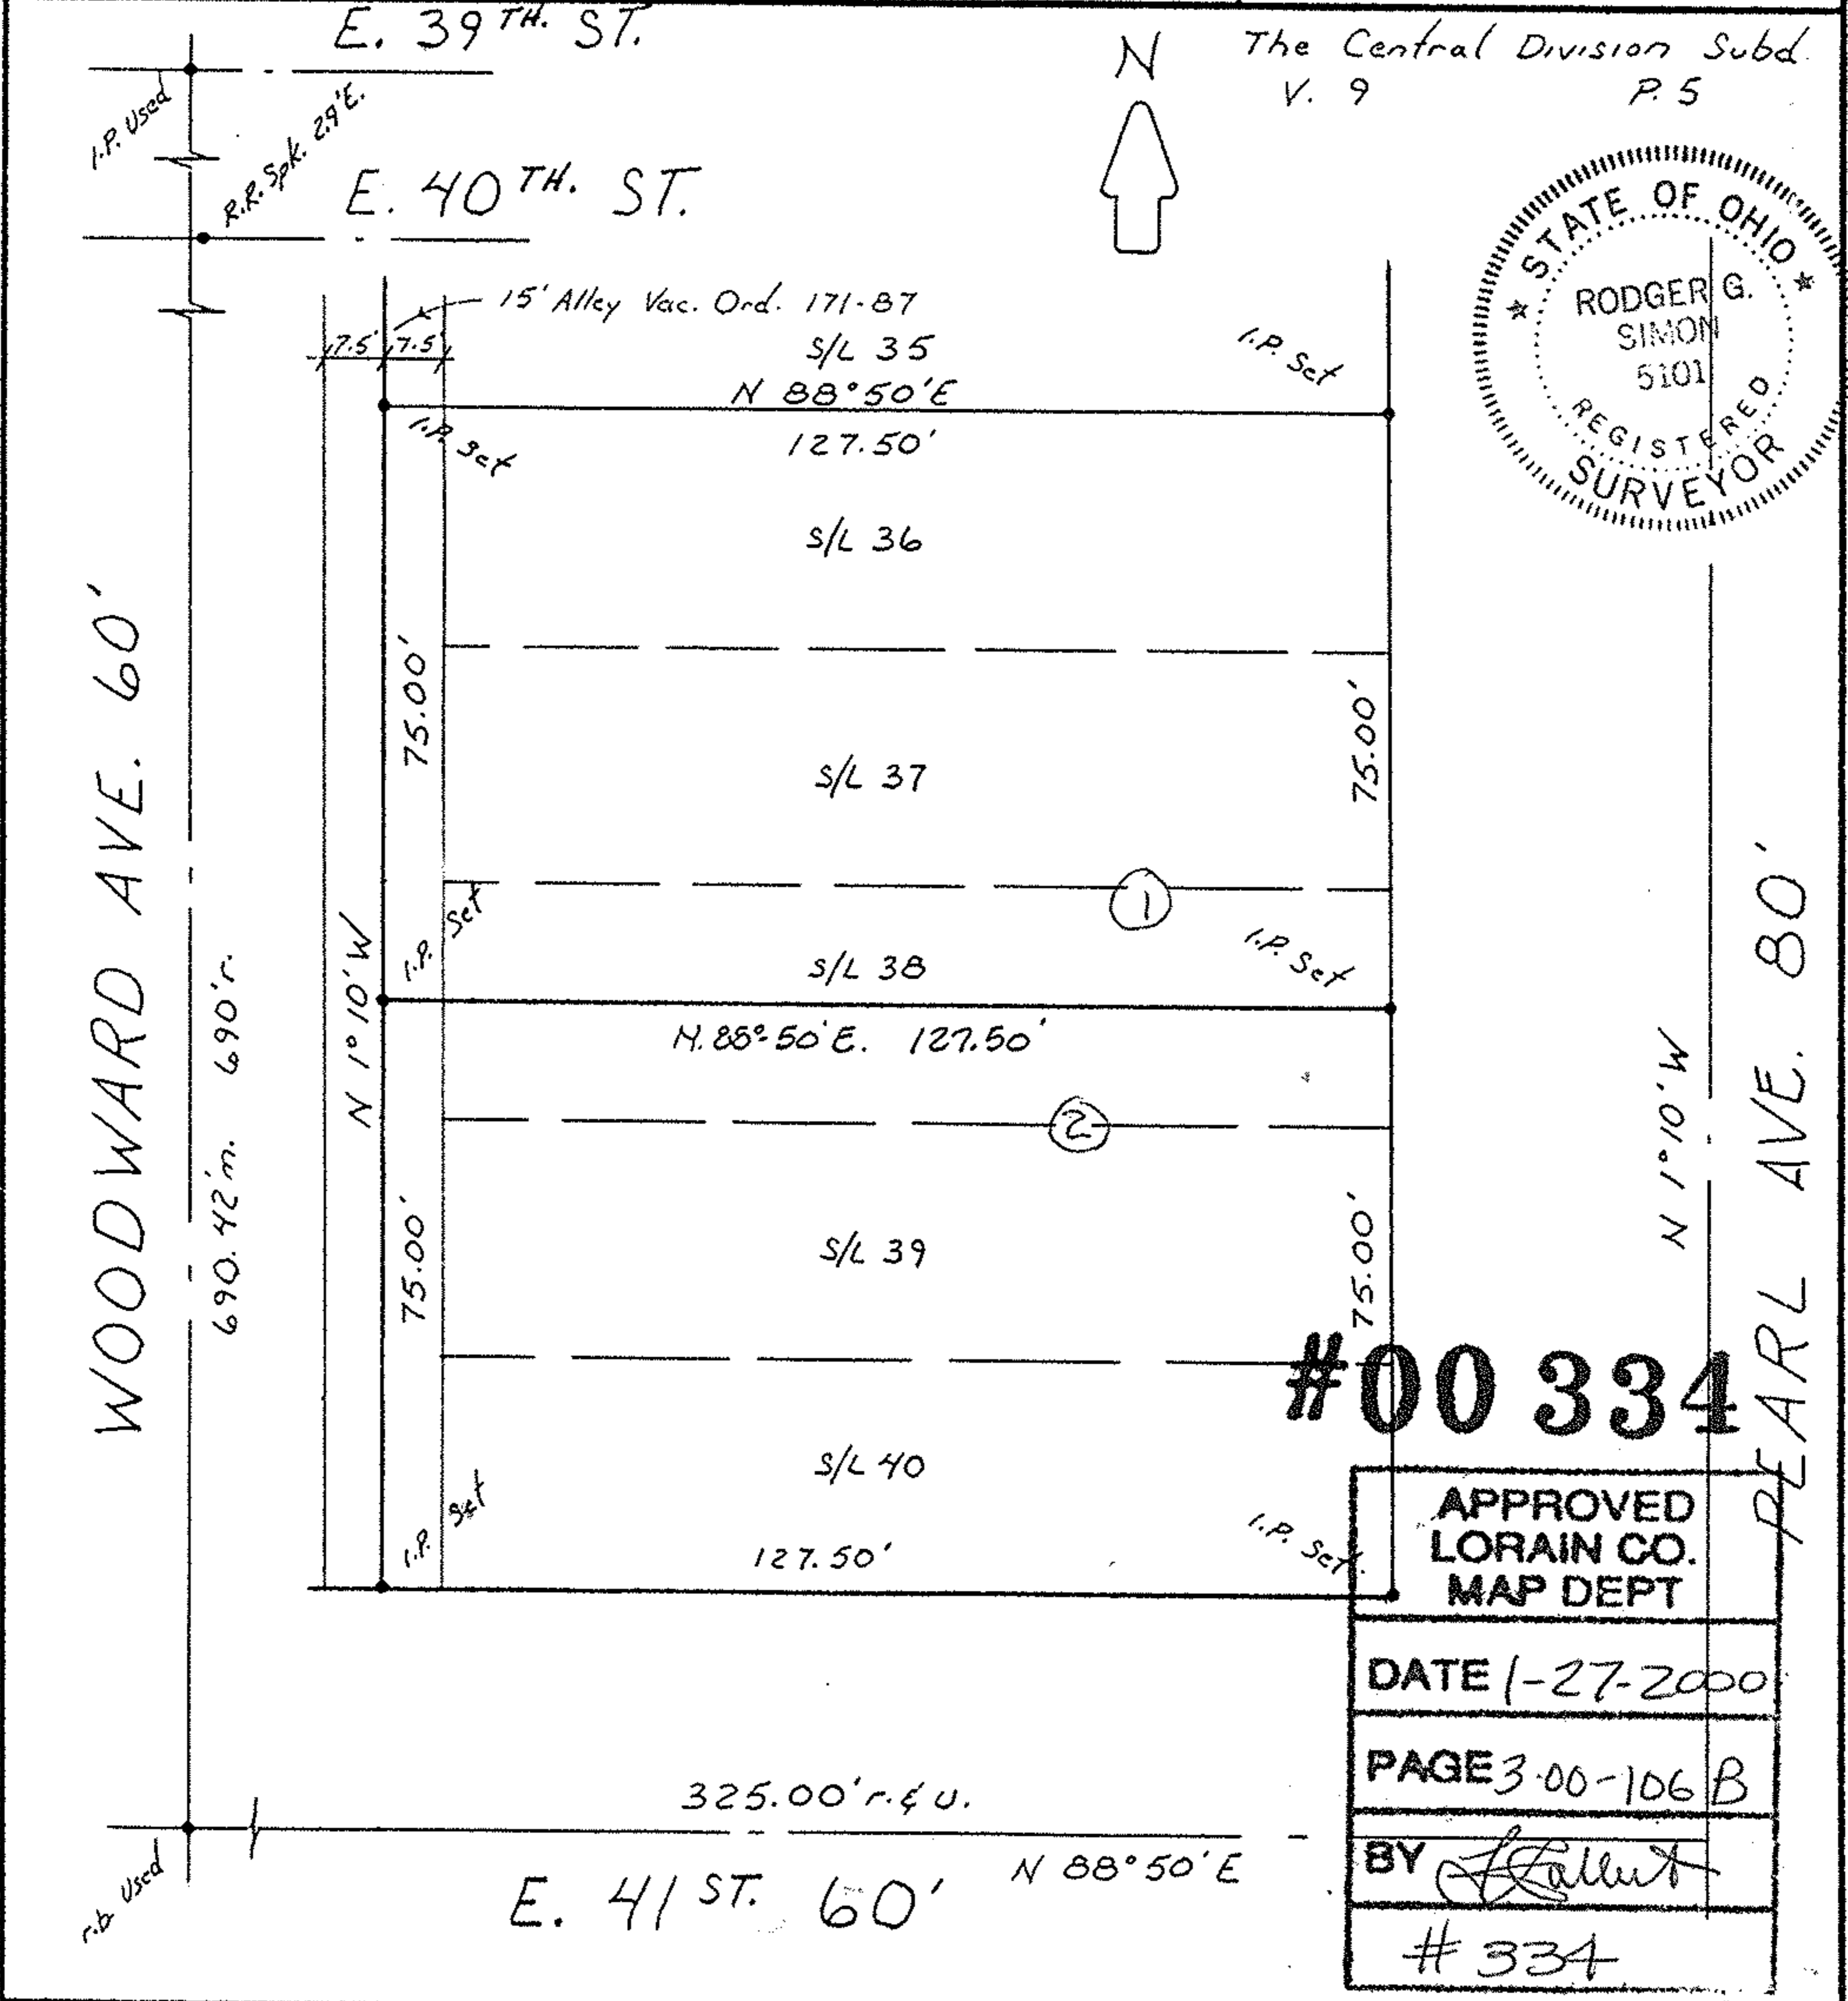 E. 39TH. ST.
The Central Division Subd.
V. 9 P. 5
N
I.P. Used
R.R. Spk. 2.9'E.
E. 40TH. ST.
STATE OF OHIO
RODGER G.
SIMON
5101
REGISTERED
SURVEYOR
15' Alley Vac. Ord. 171-87
7.5' 7.5'
S/L 35
I.P. Set
N 88°50'E
I.P. Set
127.50'
S/L 36
WOODWARD AVE. 60'
75.00'
75.00'
S/L 37
1
I.P. Set
S/L 38
I.P. Set
N 1°10'W
690.42'm. 690'r.
N. 88°50'E. 127.50'
2
N 1°10'W
PEARL AVE. 80'
75.00'
75.00'
S/L 39
#00 334
S/L 40
I.P. Set
127.50'
I.P. Set.
APPROVED
LORAIN CO.
MAP DEPT
DATE 1-27-2000
PAGE 3-00-106 B
BY
# 334
325.00' r. & u.
N 88°50'E
r.b Used
E. 41 ST. 60'